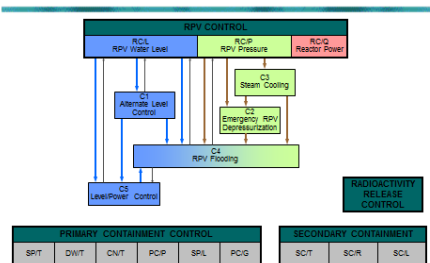 RPV CONTROL
RC/L
RPV Water Level
RC/P
RPV Pressure
RC/Q
Reactor Power
C3
Steam Cooling
C1
Alternate Level
Control
C2
Emergency RPV
Depressurization
C4
RPV Flooding
C5
Level/Power Control
RADIOACTIVITY
RELEASE
CONTROL
PRIMARY CONTAINMENT CONTROL
SP/T DW/T CN/T PC/P SP/L PC/G
SECONDARY CONTAINMENT
SC/T SC/R SC/L